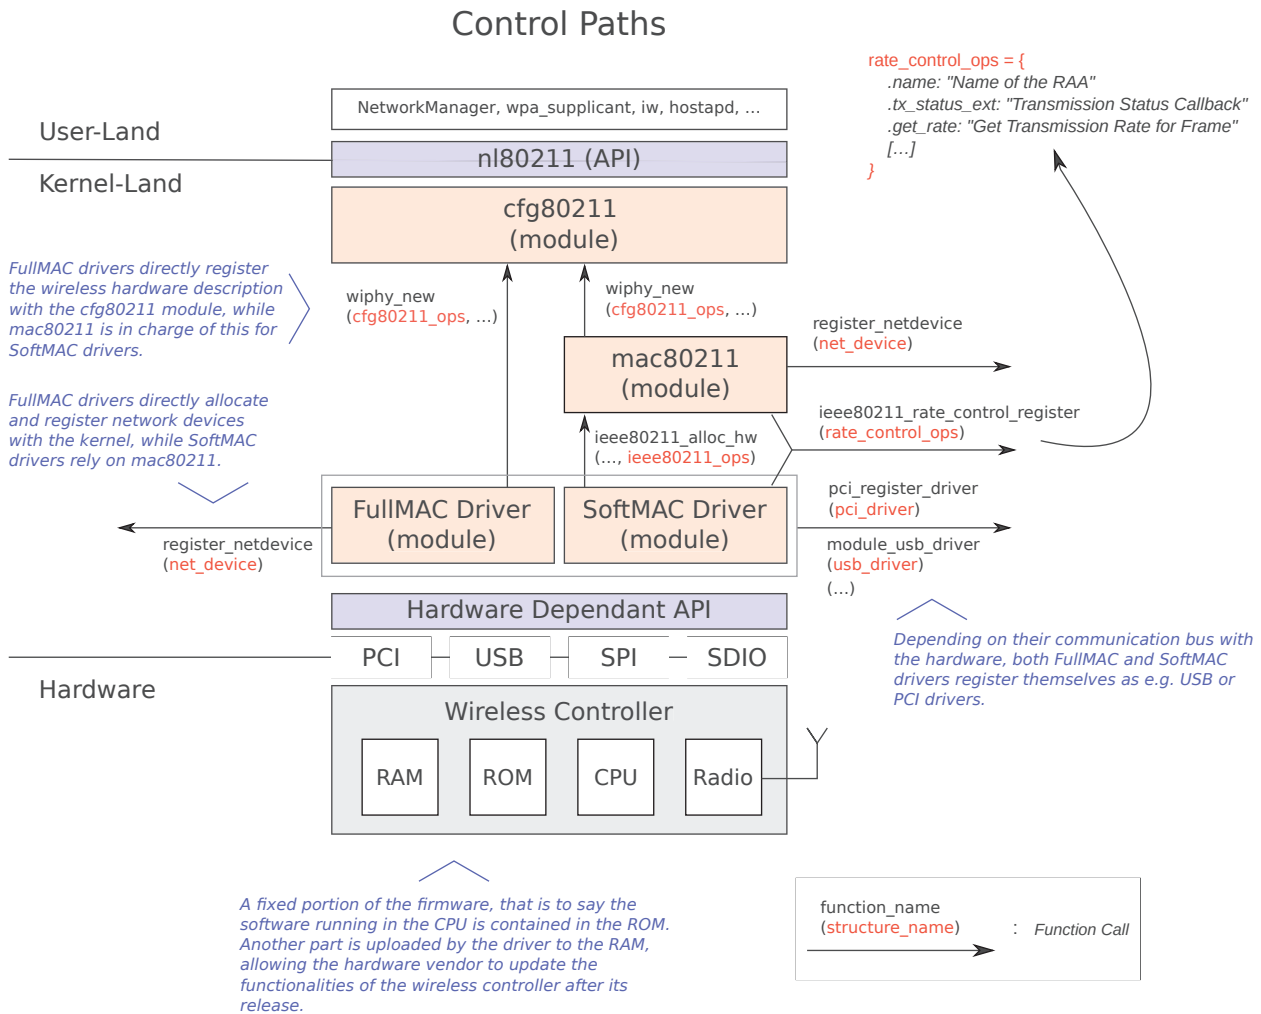 Control Paths
rate_control_ops = {
.name: "Name of the RAA"
.tx_status_ext: "Transmission Status Callback"
.get_rate: "Get Transmission Rate for Frame"
[...]
}
NetworkManager, wpa_supplicant, iw, hostapd, ...
User-Land
nl80211 (API)
Kernel-Land
cfg80211
(module)
FullMAC drivers directly register
the wireless hardware description
with the cfg80211 module, while
mac80211 is in charge of this for
SoftMAC drivers.
wiphy_new
(cfg80211_ops, ...)
wiphy_new
(cfg80211_ops, ...)
register_netdevice
(net_device)
mac80211
(module)
FullMAC drivers directly allocate
and register network devices
with the kernel, while SoftMAC
drivers rely on mac80211.
ieee80211_alloc_hw
(..., ieee80211_ops)
ieee80211_rate_control_register
(rate_control_ops)
FullMAC Driver
(module)
SoftMAC Driver
(module)
pci_register_driver
(pci_driver)
register_netdevice
(net_device)
module_usb_driver
(usb_driver)
(...)
Hardware Dependant API
PCI
USB
SPI
SDIO
Depending on their communication bus with
the hardware, both FullMAC and SoftMAC
drivers register themselves as e.g. USB or
PCI drivers.
Hardware
Wireless Controller
RAM
ROM
CPU
Radio
A fixed portion of the firmware, that is to say the
software running in the CPU is contained in the ROM.
Another part is uploaded by the driver to the RAM,
allowing the hardware vendor to update the
functionalities of the wireless controller after its
release.
function_name
(structure_name)
: Function Call